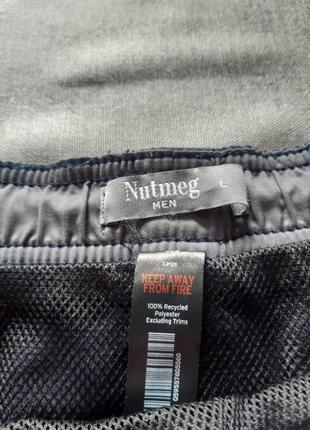 Nutmeg
MEN
L
Large
KEEP AWAY
FROM FIRE
100% Recycled
Polyester
Excluding Trims